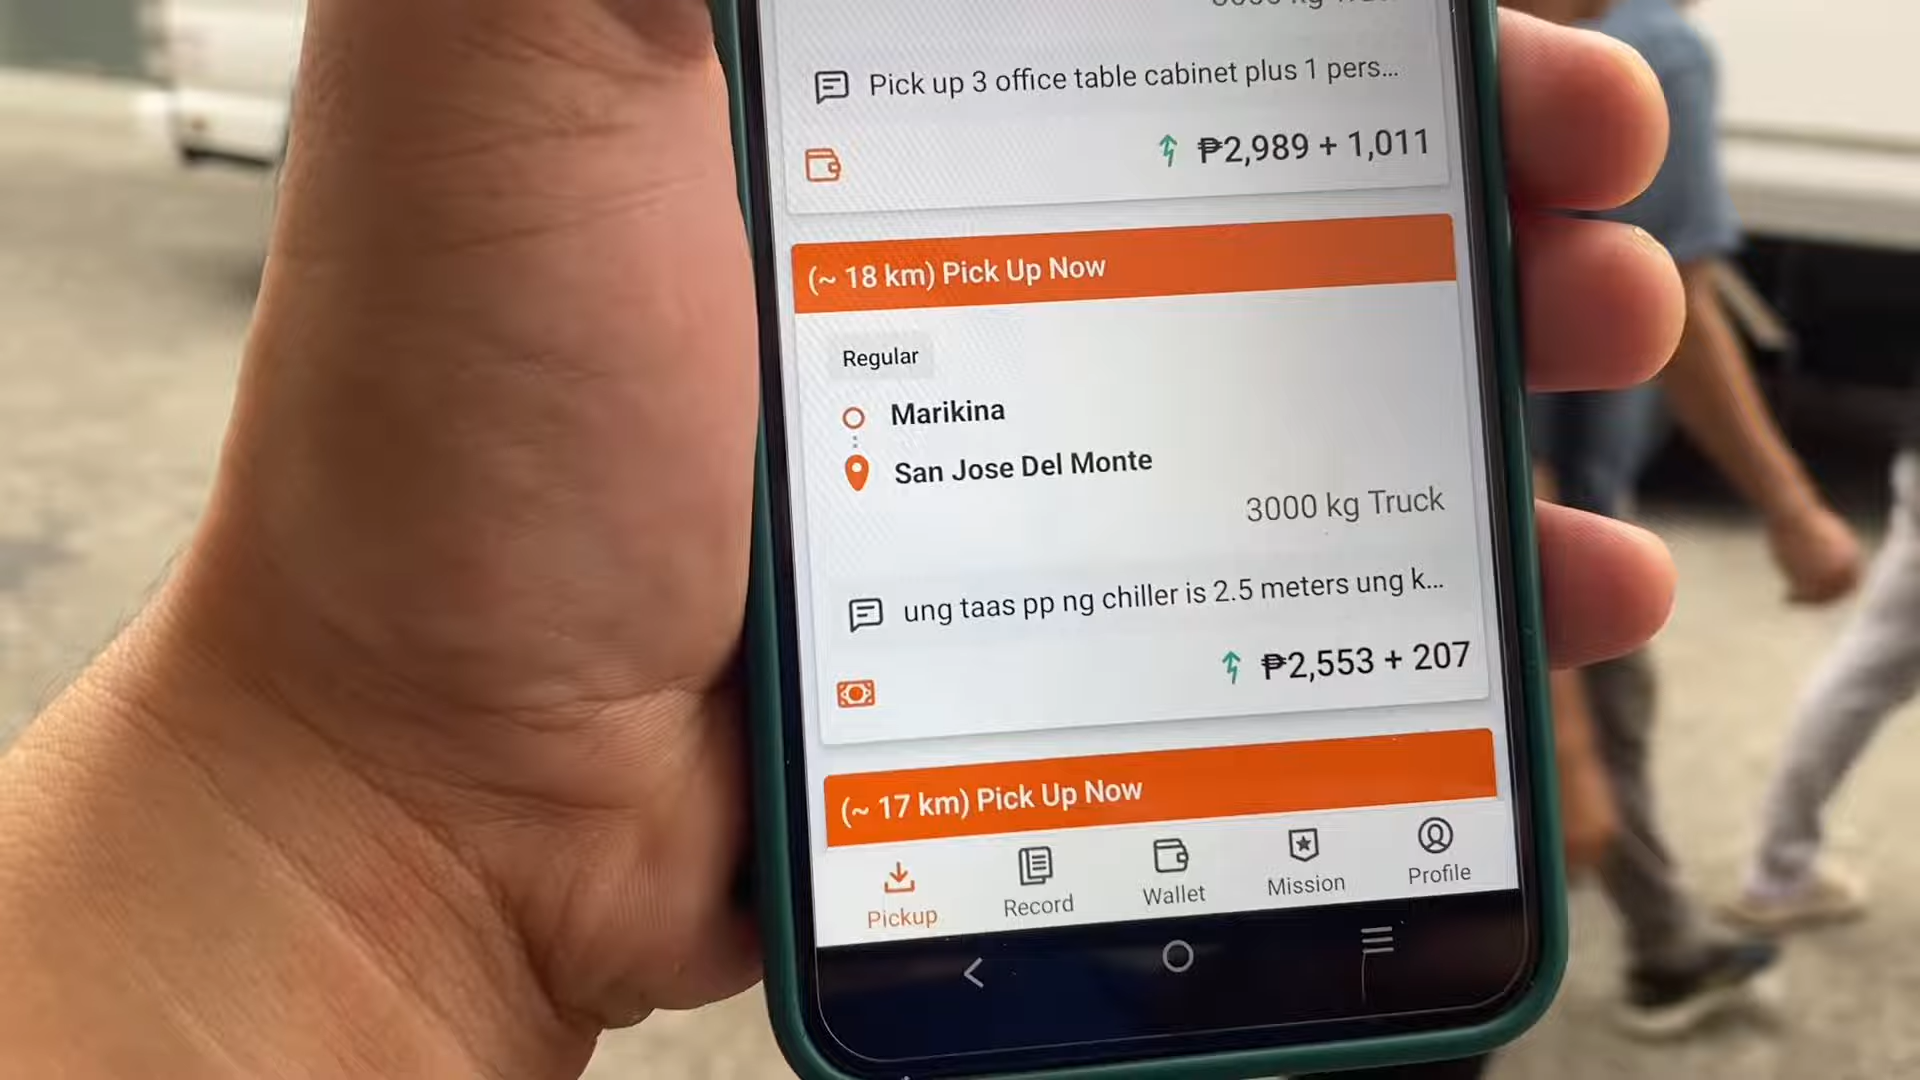 Pick up 3 office table cabinet plus 1 pers...
₱2,989 + 1,011
(~ 18 km) Pick Up Now
Regular
Marikina
San Jose Del Monte
3000 kg Truck
ung taas pp ng chiller is 2.5 meters ung k...
₱2,553 + 207
(~ 17 km) Pick Up Now
Pickup
Record
Wallet
Mission
Profile